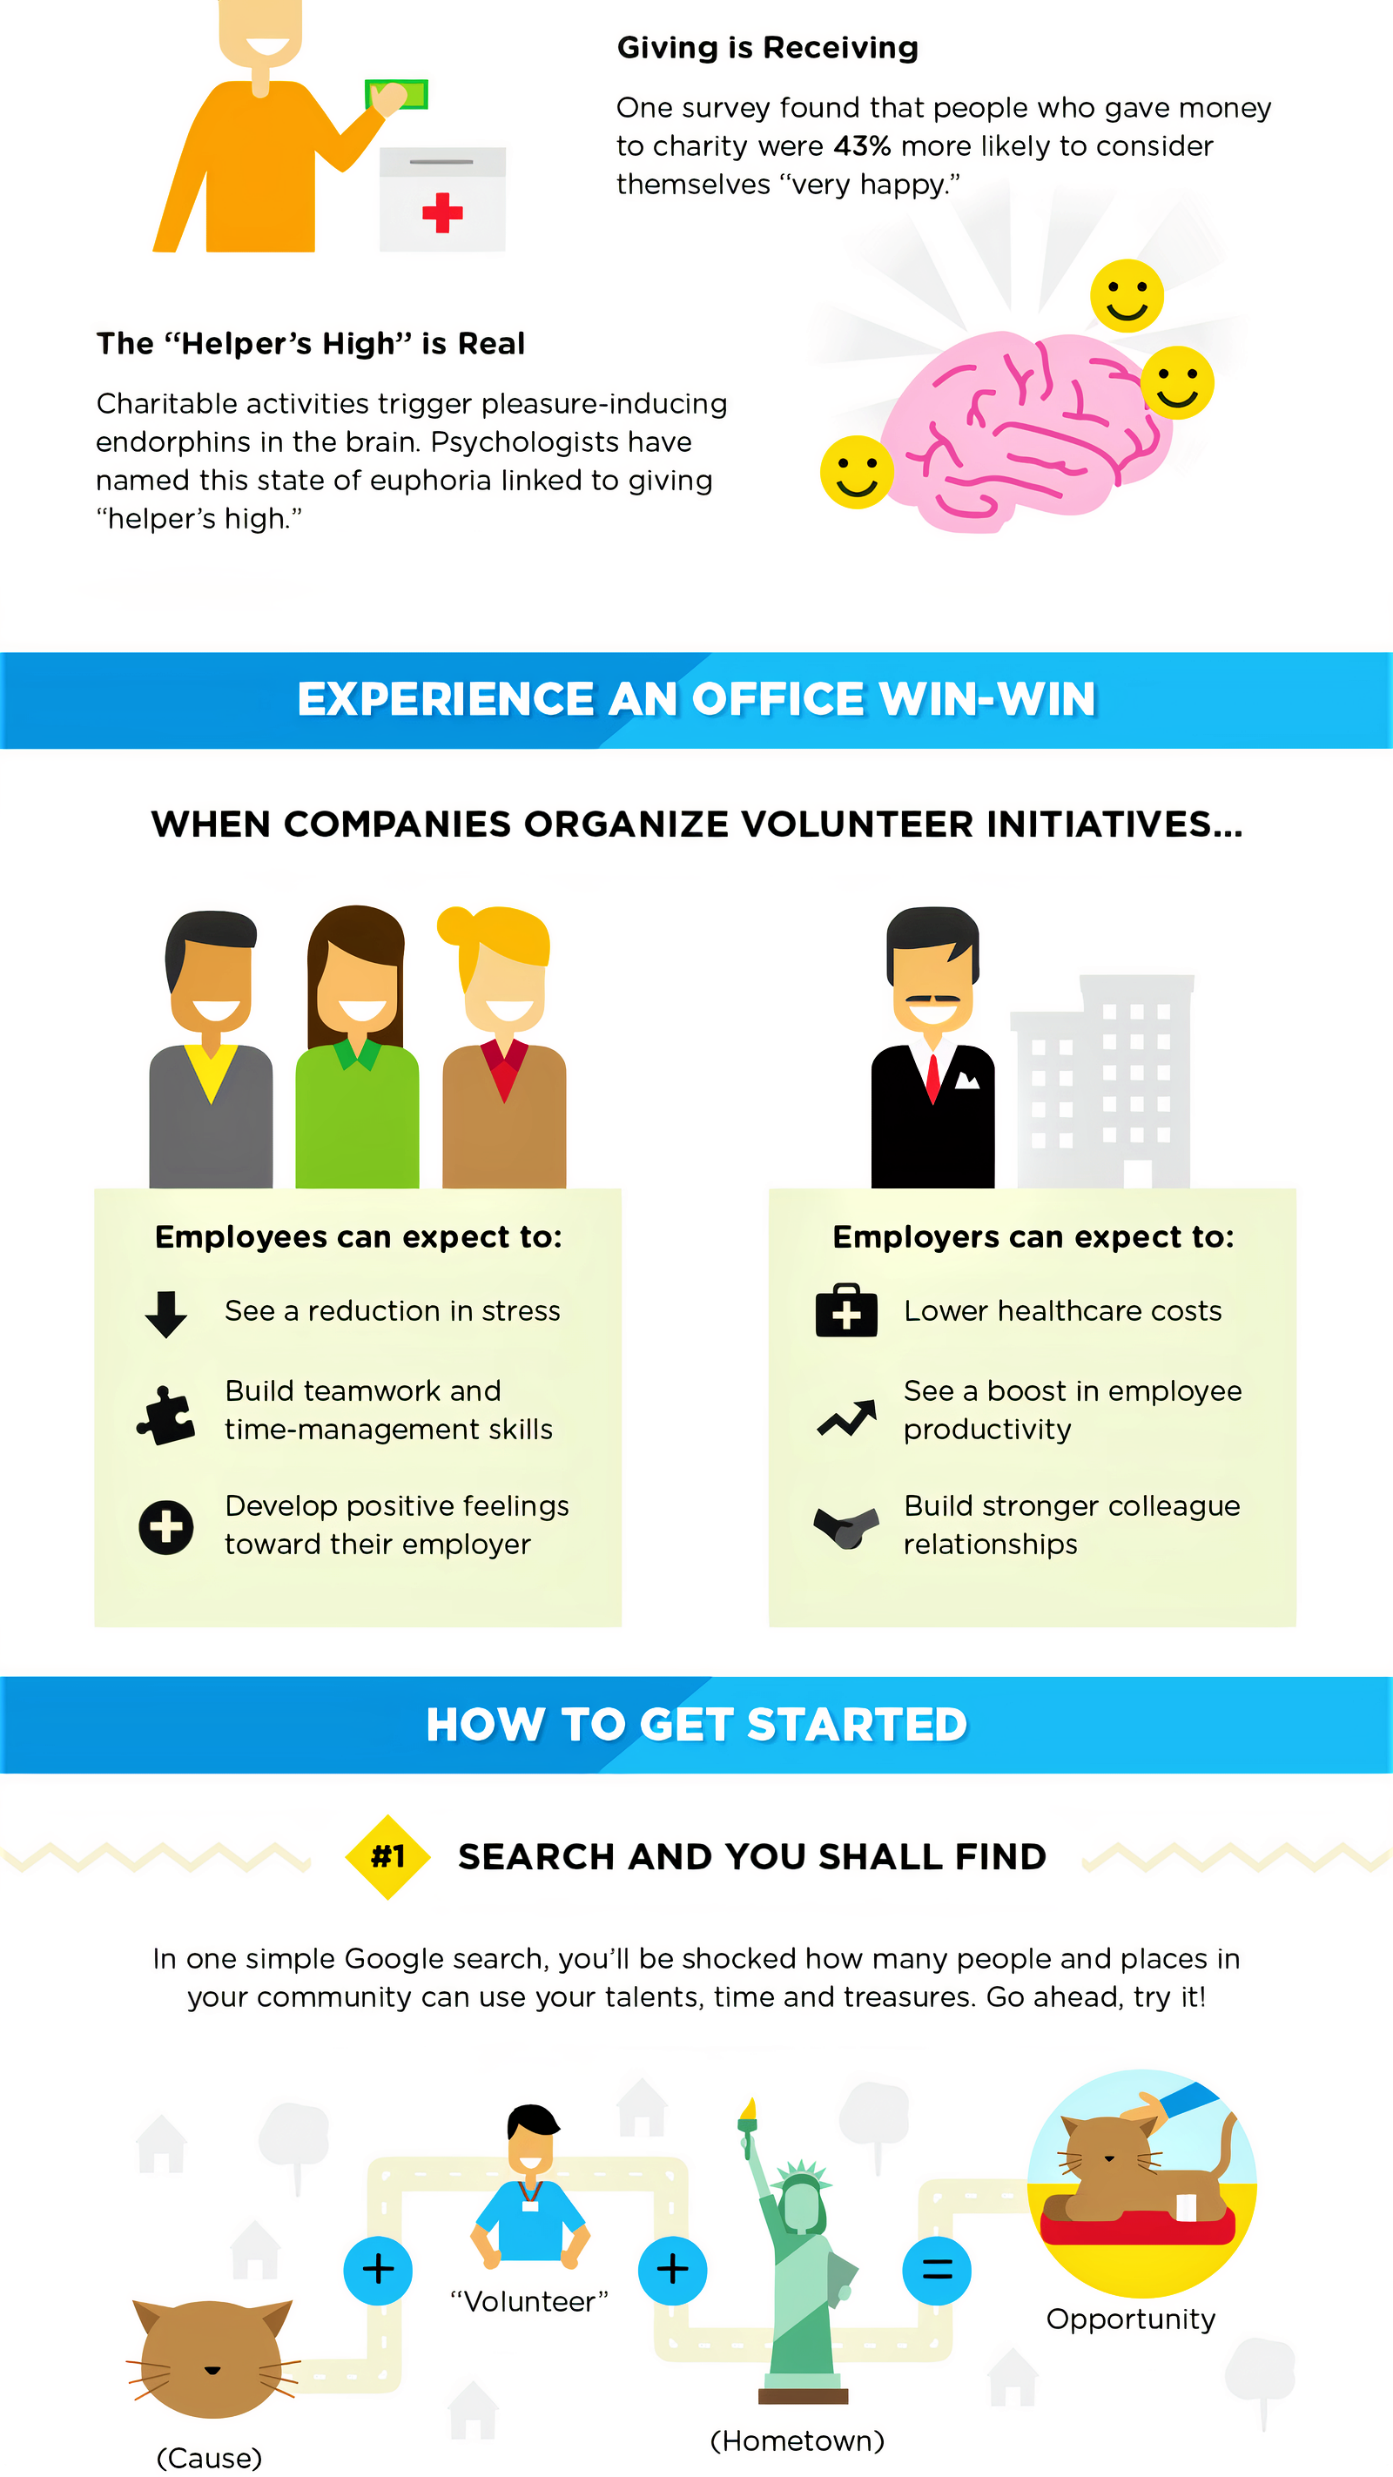 Giving is Receiving
One survey found that people who gave money
to charity were 43% more likely to consider
themselves “very happy.”
The “Helper’s High” is Real
Charitable activities trigger pleasure-inducing
endorphins in the brain. Psychologists have
named this state of euphoria linked to giving
“helper’s high.”
EXPERIENCE AN OFFICE WIN-WIN
WHEN COMPANIES ORGANIZE VOLUNTEER INITIATIVES...
Employees can expect to:
See a reduction in stress
Build teamwork and
time-management skills
Develop positive feelings
toward their employer
Employers can expect to:
Lower healthcare costs
See a boost in employee
productivity
Build stronger colleague
relationships
HOW TO GET STARTED
#1 SEARCH AND YOU SHALL FIND
In one simple Google search, you’ll be shocked how many people and places in
your community can use your talents, time and treasures. Go ahead, try it!
(Cause)
+
“Volunteer”
+
(Hometown)
=
Opportunity